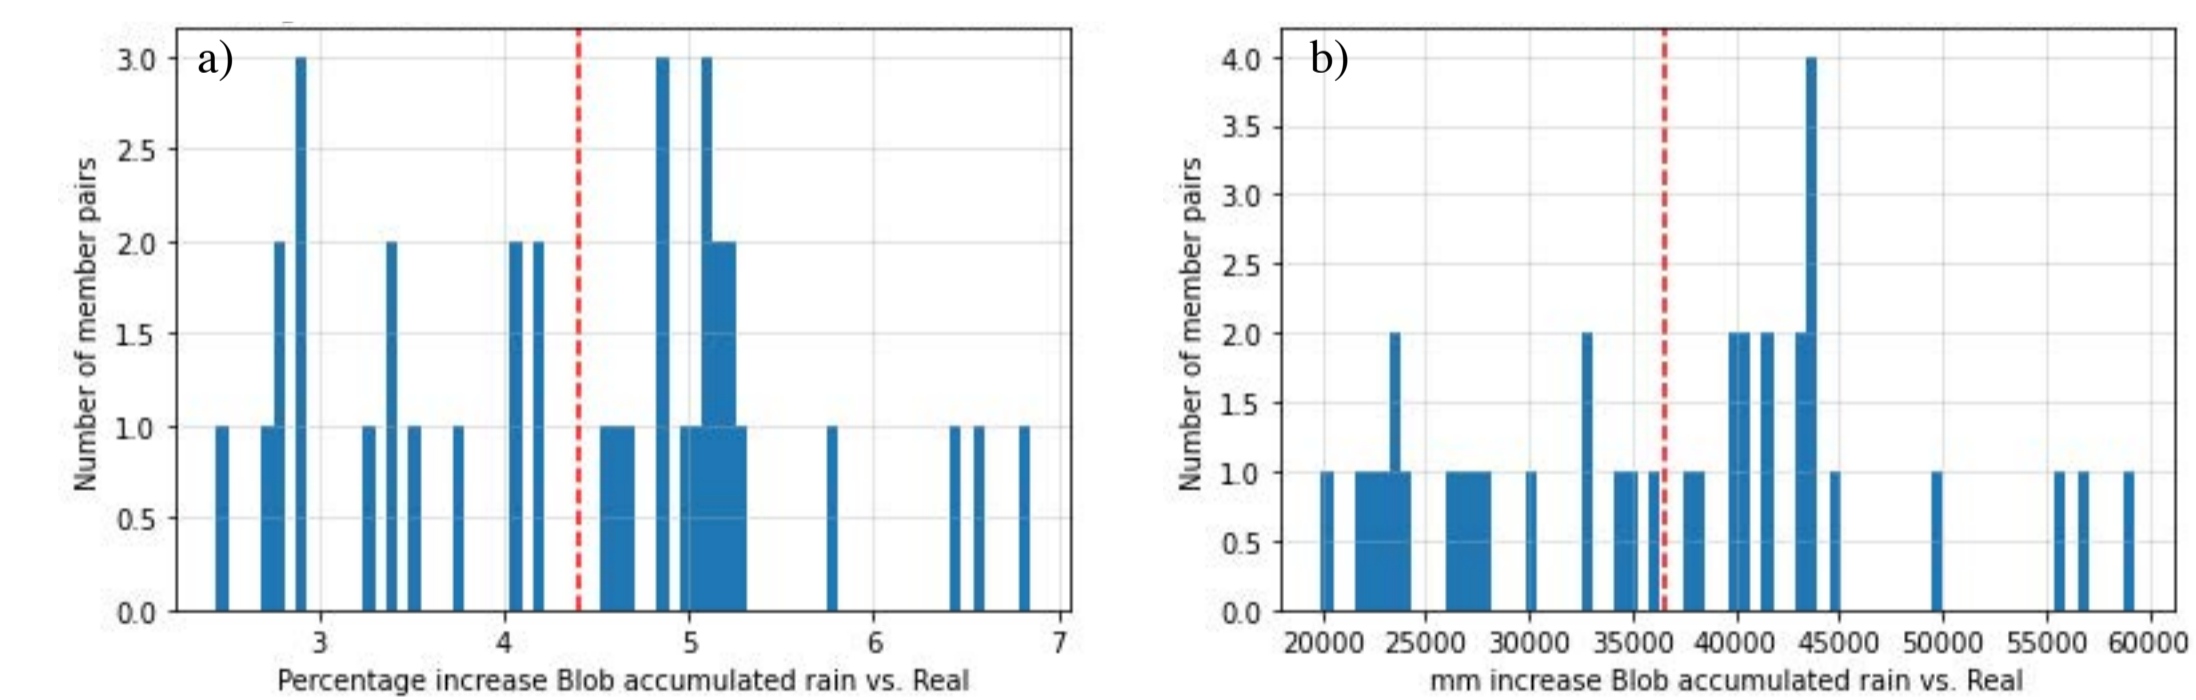 a)
3.0
2.5
2.0
1.5
1.0
0.5
0.0
Number of member pairs
3 4 5 6 7
Percentage increase Blob accumulated rain vs. Real
b)
4.0
3.5
3.0
2.5
2.0
1.5
1.0
0.5
0.0
Number of member pairs
20000 25000 30000 35000 40000 45000 50000 55000 60000
mm increase Blob accumulated rain vs. Real